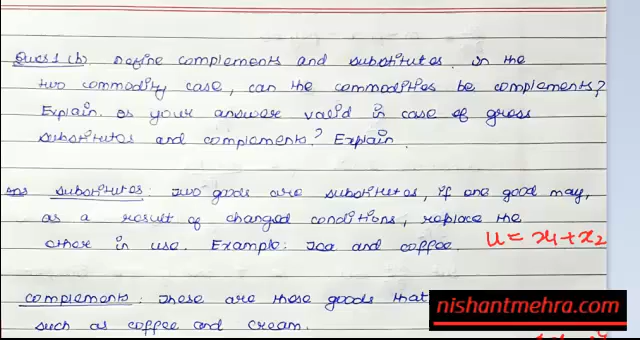 Ques 1 (b) Define complements and substitutes. In the
two commodity case, can the commodities be complements?
Explain. Is your answer valid in case of gross
substitutes and complements? Explain.
Ans Substitutes: Two goods are substitutes, if one good may,
as a result of changed conditions, replace the
other in use. Example: Tea and coffee. U = x1 + x2
Complements: These are those goods that
such as coffee and cream.
nishantmehra.com